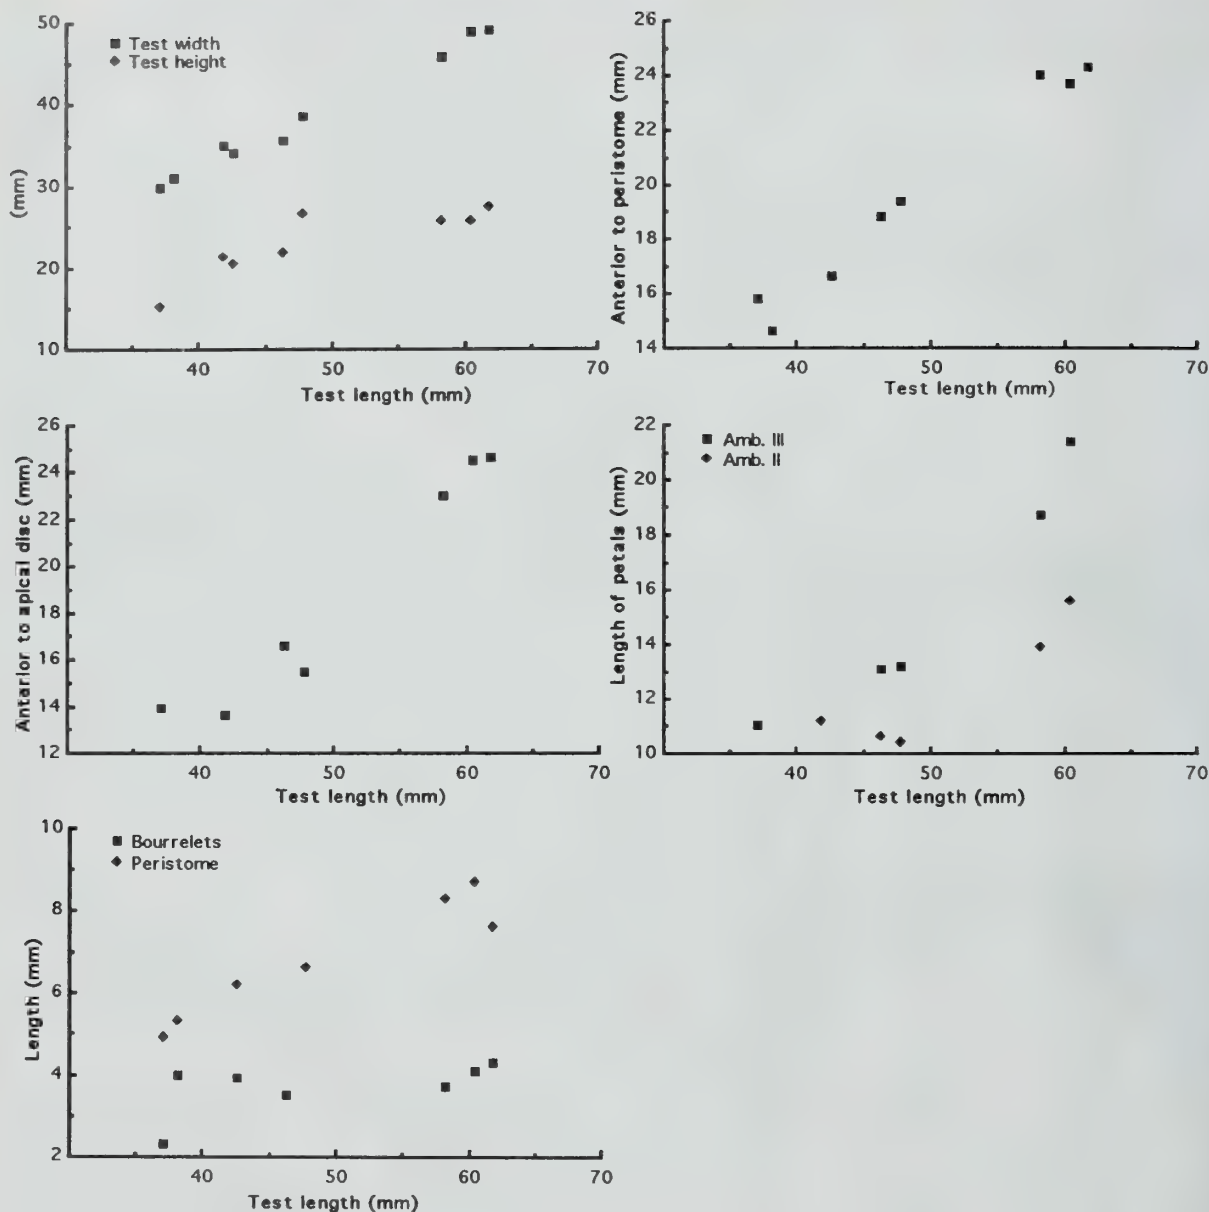 50
40
30
20
10
(mm)
Test width
Test height
40 50 60 70
Test length (mm)
26
24
22
20
18
16
14
Anterior to peristome (mm)
40 50 60 70
Test length (mm)
26
24
22
20
18
16
14
12
Anterior to apical disc (mm)
40 50 60 70
Test length (mm)
22
20
18
16
14
11
10
Length of petals (mm)
Amb. III
Amb. II
40 50 60 70
Test length (mm)
10
8
6
4
2
Length (mm)
Bourrelets
Peristome
40 50 60 70
Test length (mm)